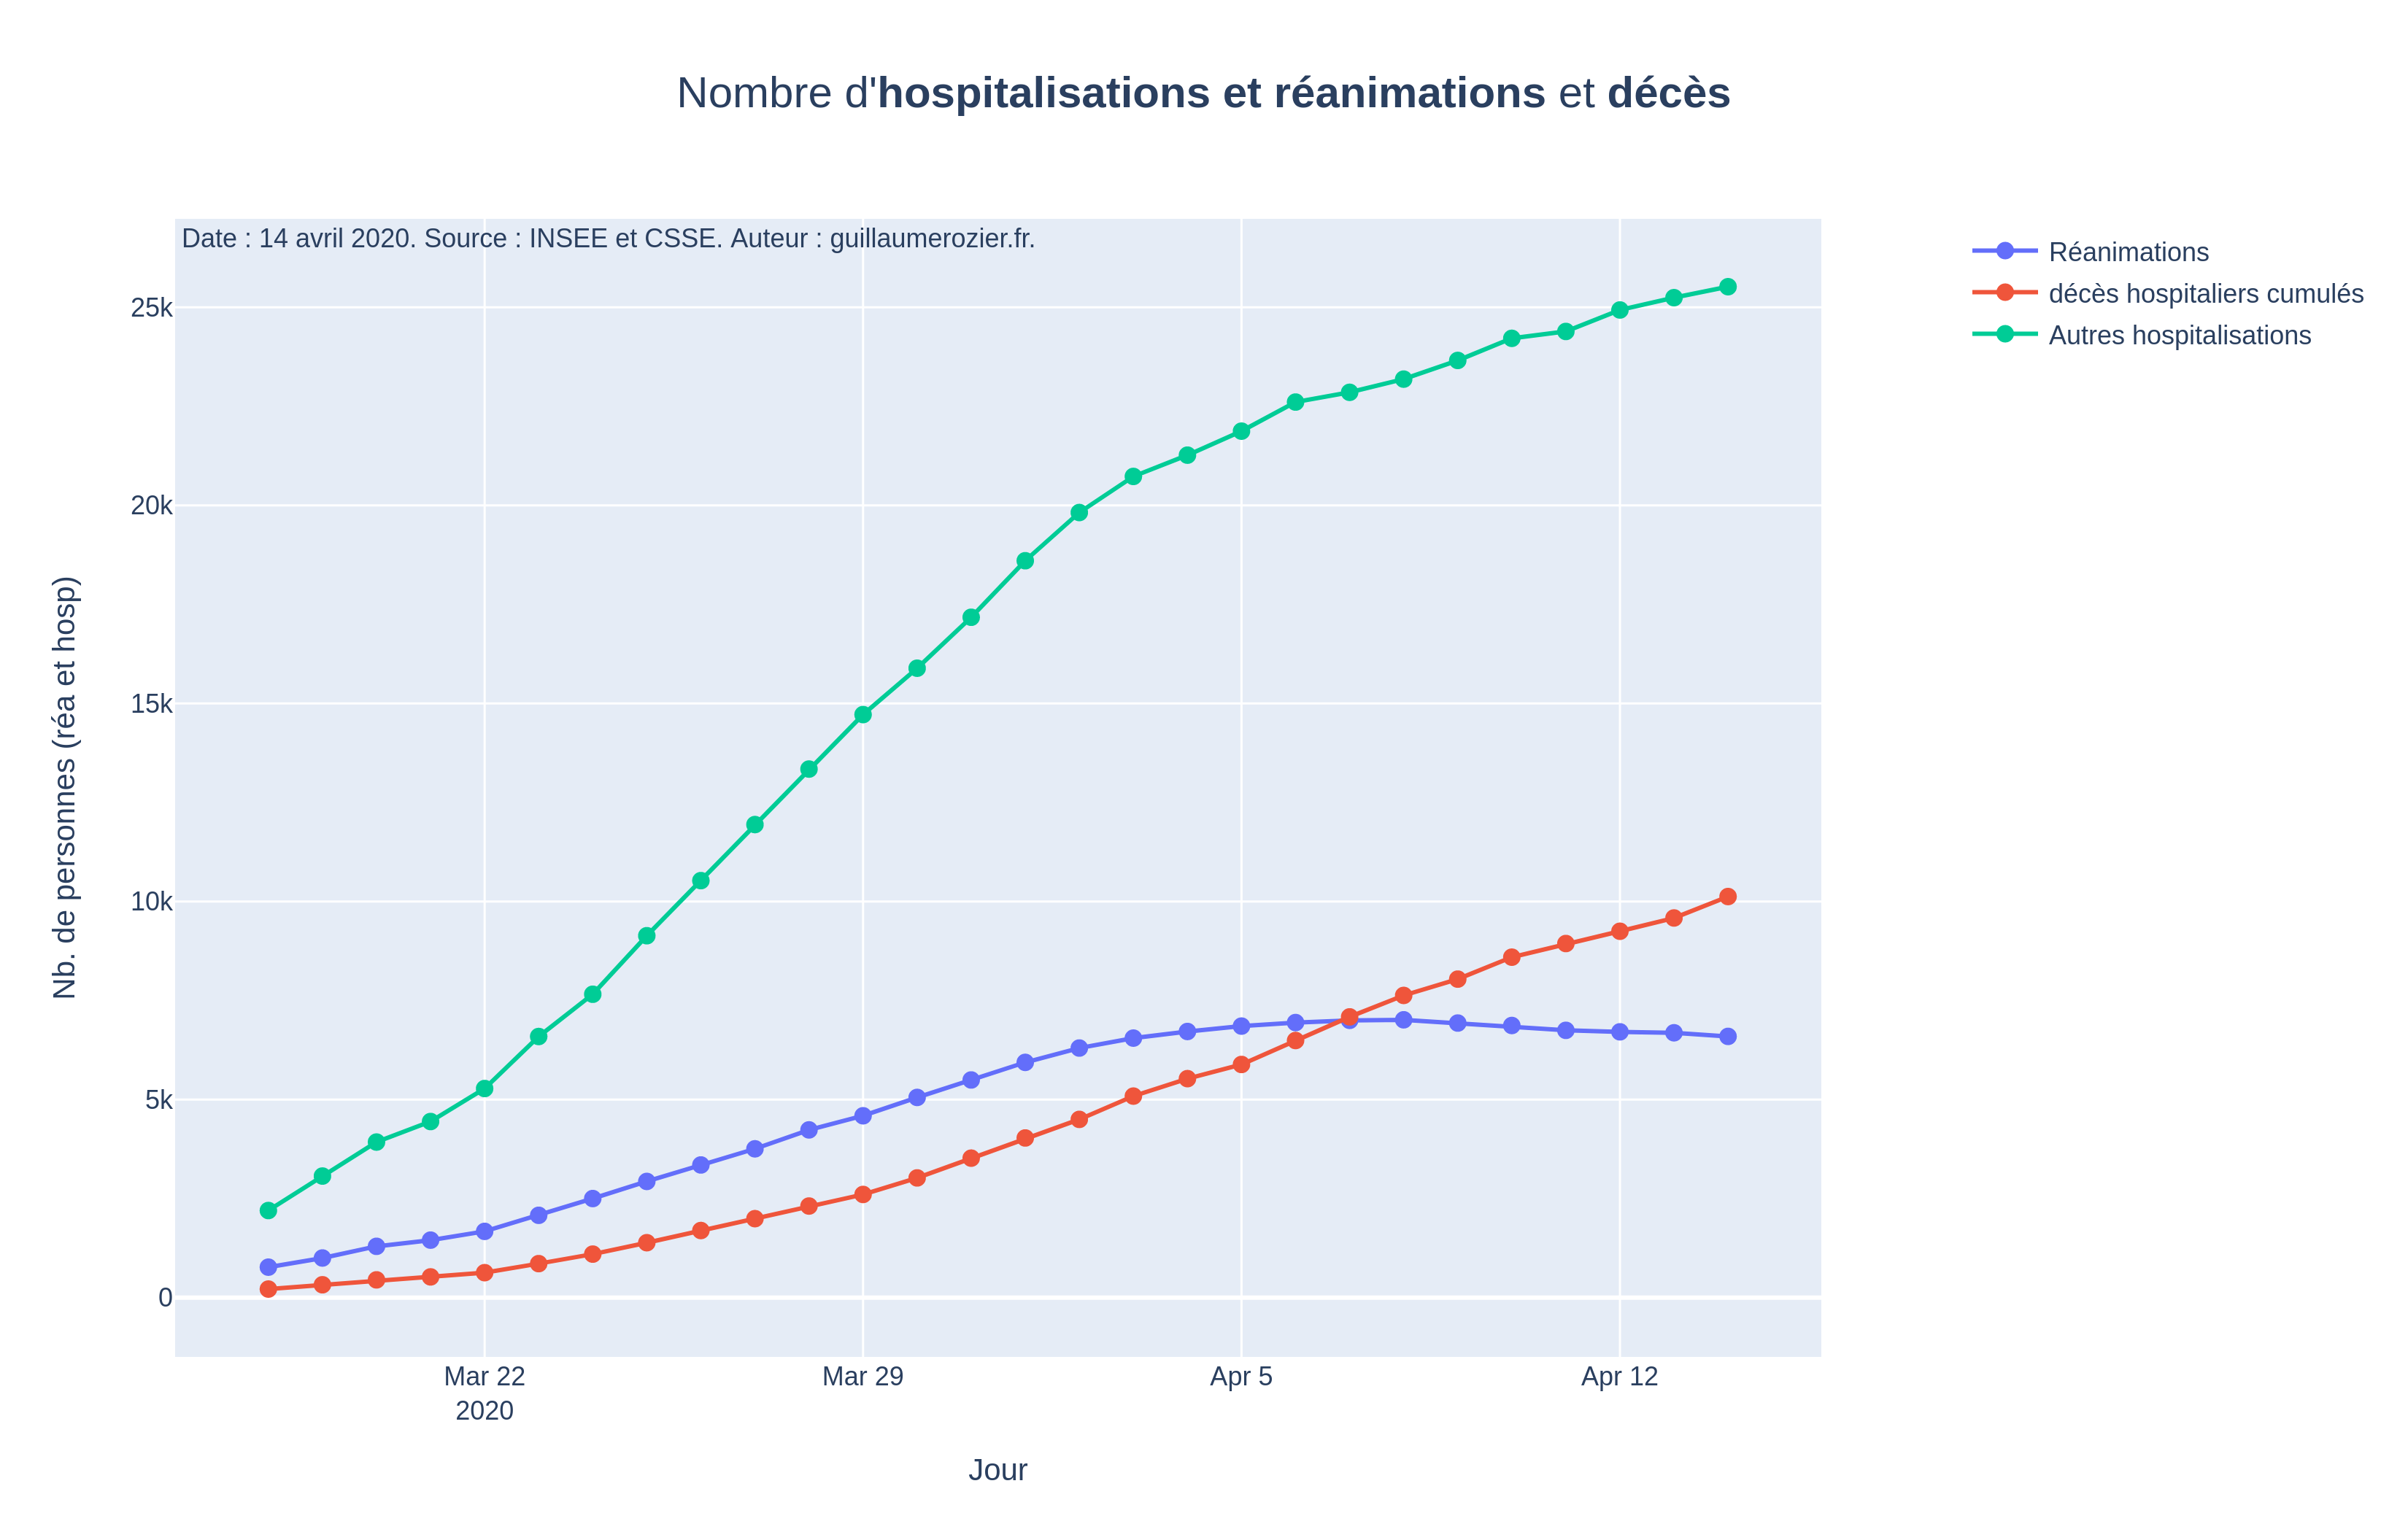 Nombre d'hospitalisations et réanimations et décès
Date : 14 avril 2020. Source : INSEE et CSSE. Auteur : guillaumerozier.fr.
Réanimations
décès hospitaliers cumulés
Autres hospitalisations
25k
20k
15k
10k
5k
0
Nb. de personnes (réa et hosp)
Mar 22
2020
Mar 29
Apr 5
Apr 12
Jour